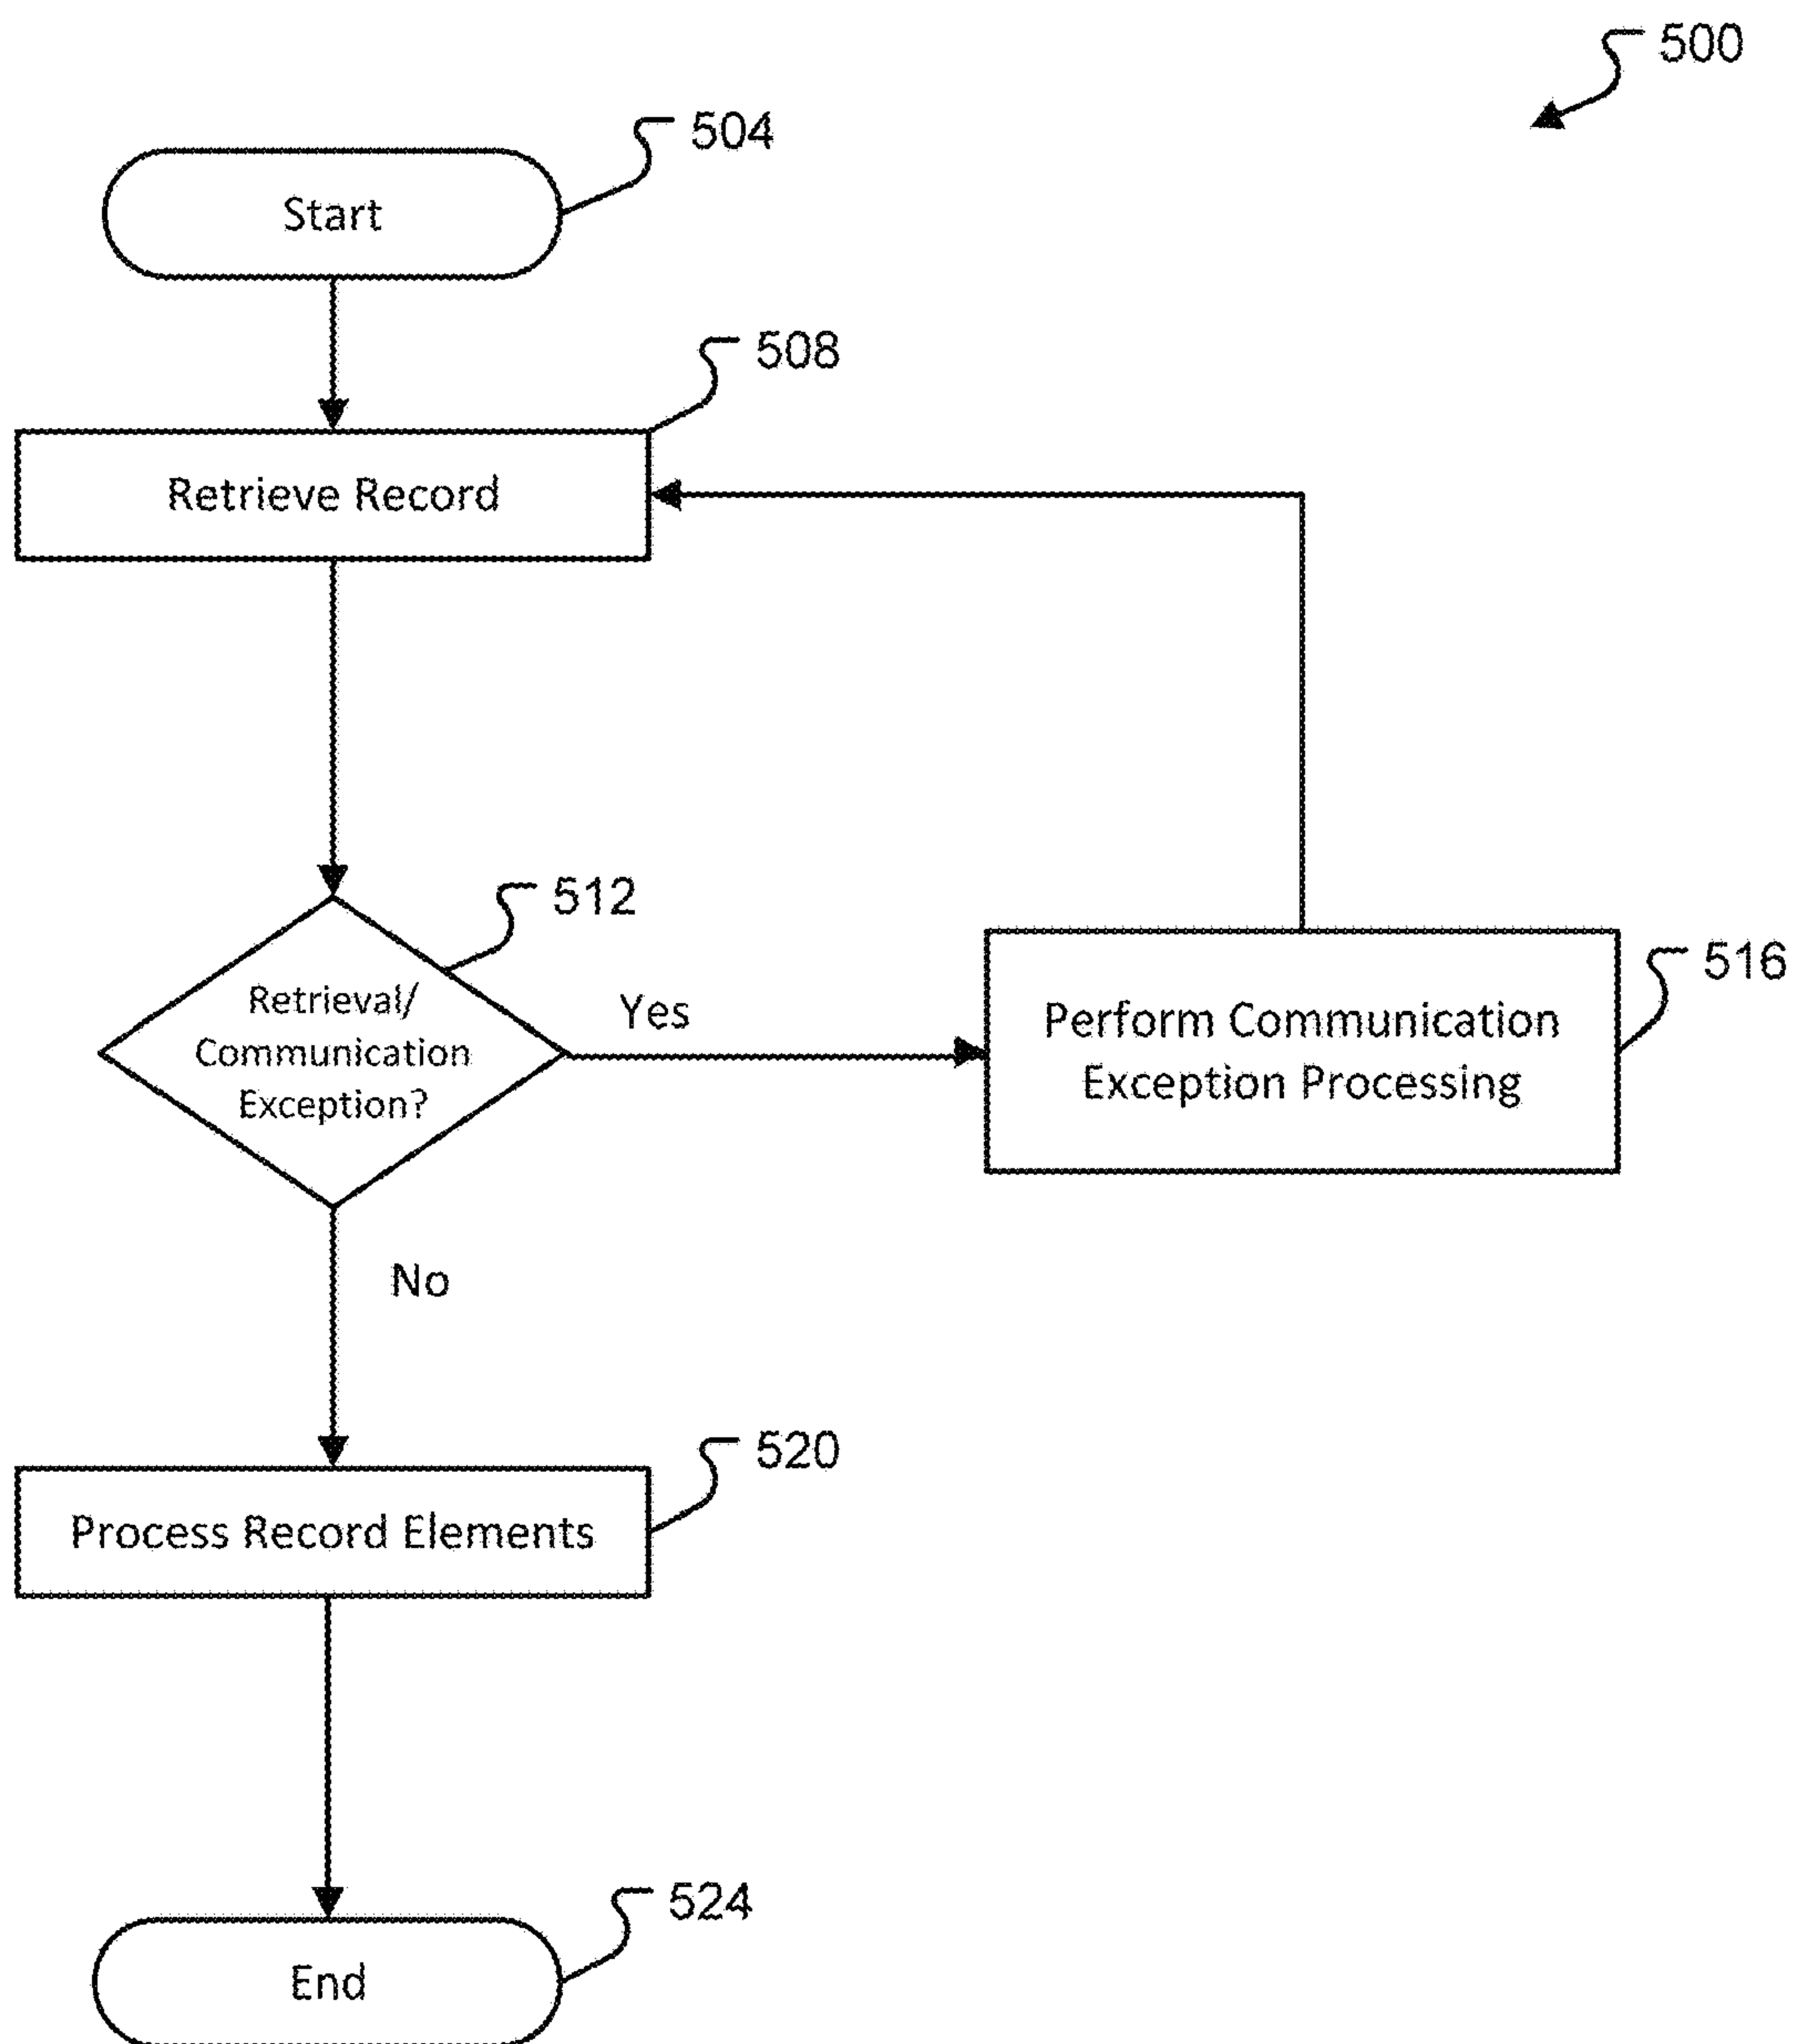 500
504
Start
508
Retrieve Record
512
Retrieval/
Communication
Exception?
Yes
516
Perform Communication
Exception Processing
No
520
Process Record Elements
524
End